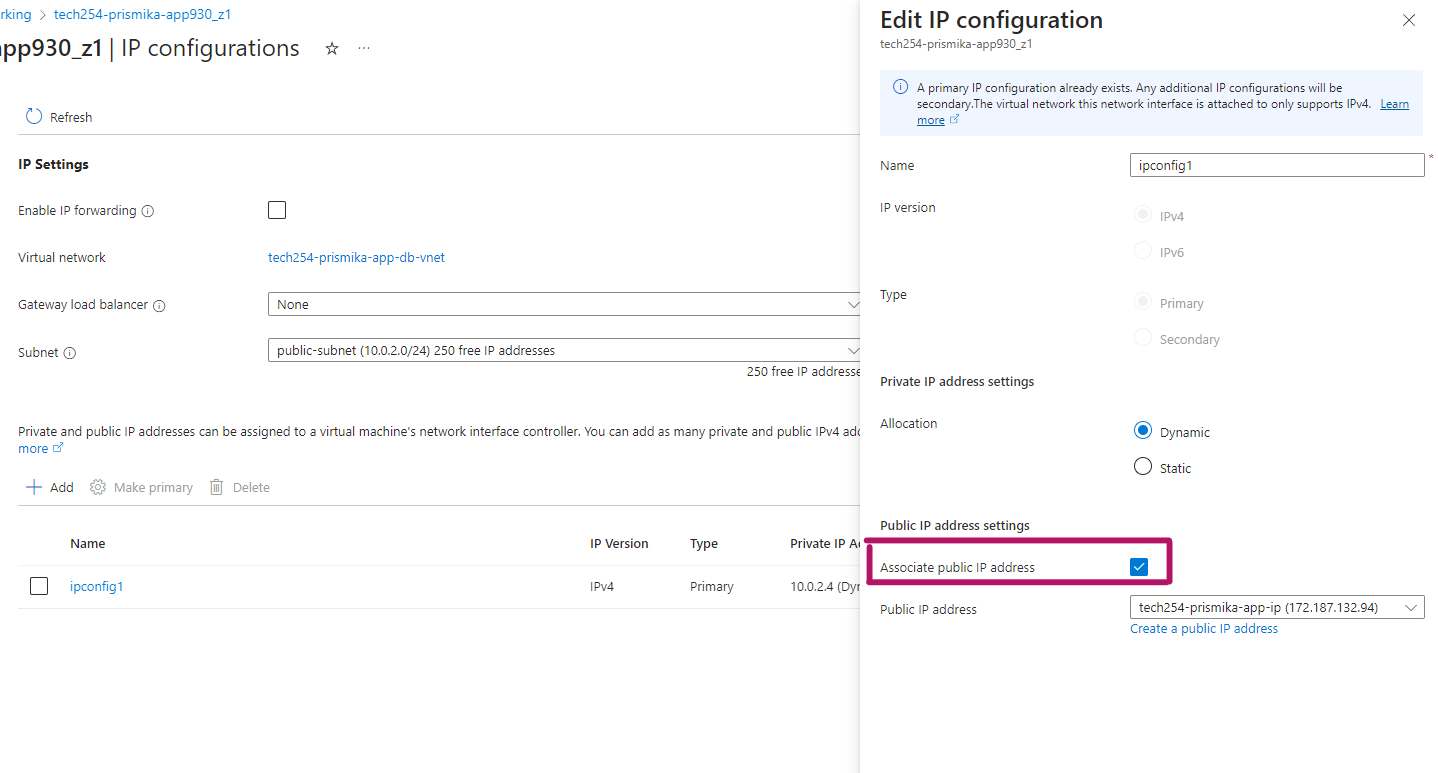 rking > tech254-prismika-app930_z1
app930_z1 | IP configurations
Refresh
IP Settings
Enable IP forwarding
Virtual network
tech254-prismika-app-db-vnet
Gateway load balancer
None
Subnet
public-subnet (10.0.2.0/24) 250 free IP addresses
250 free IP addresse
Private and public IP addresses can be assigned to a virtual machine's network interface controller. You can add as many private and public IPv4 add
more
Add
Make primary
Delete
Name
IP Version
Type
Private IP Ad
ipconfig1
IPv4
Primary
10.0.2.4 (Dyn
Edit IP configuration
tech254-prismika-app930_z1
A primary IP configuration already exists. Any additional IP configurations will be
secondary.The virtual network this network interface is attached to only supports IPv4. Learn
more
Name
ipconfig1
*
IP version
IPv4
IPv6
Type
Primary
Secondary
Private IP address settings
Allocation
Dynamic
Static
Public IP address settings
Associate public IP address
Public IP address
tech254-prismika-app-ip (172.187.132.94)
Create a public IP address